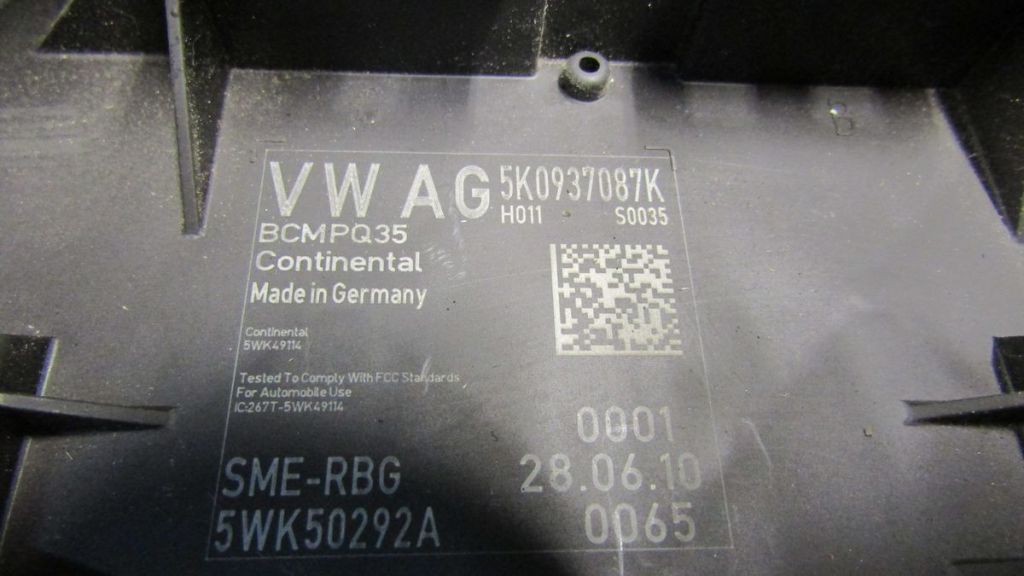 VW AG 5K0937087K
H011 S0035
BCMPQ35
Continental
Made in Germany
Continental
5WK49114
Tested To Comply With FCC Standards
For Automobile Use
IC:267T-5WK49114
0001
SME-RBG 28.06.10
5WK50292A 0065